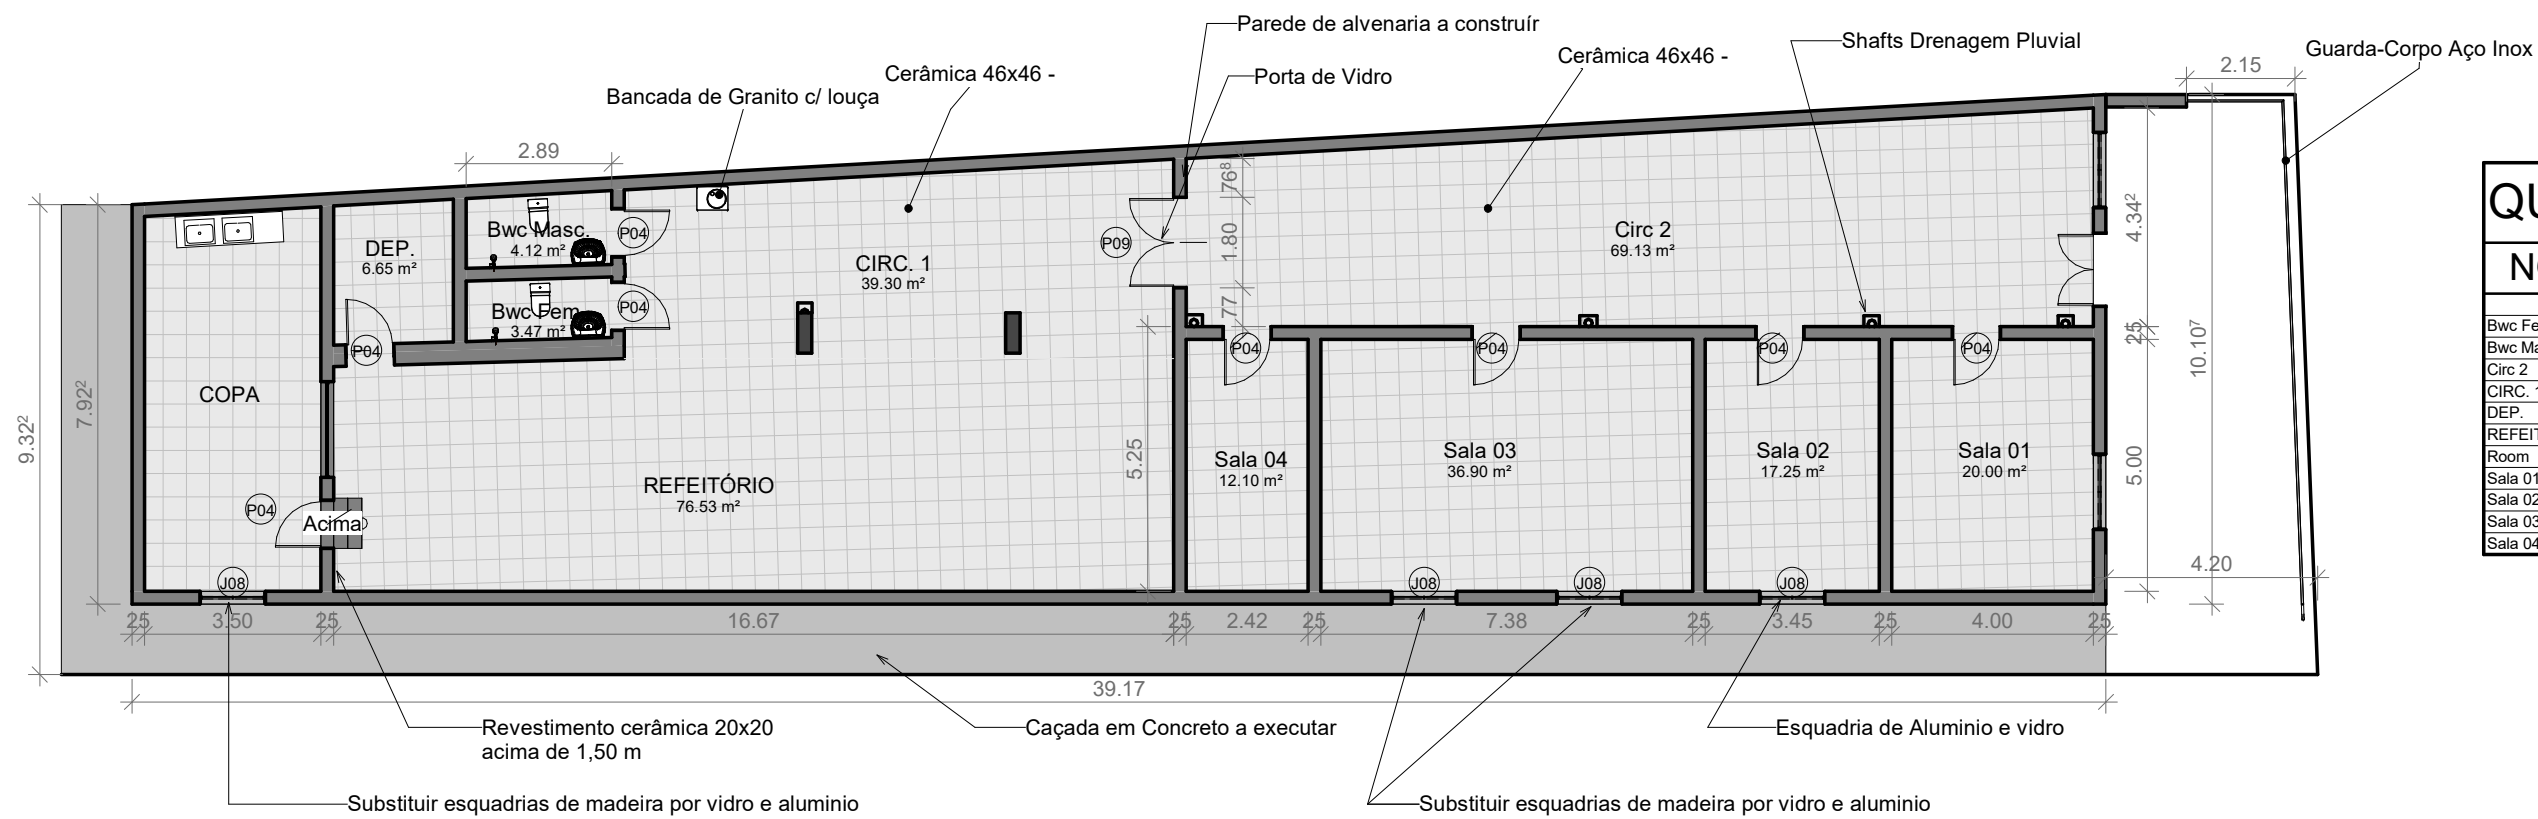 Parede de alvenaria a construír
Shafts Drenagem Pluvial
Guarda-Corpo Aço Inox
Cerâmica 46x46 -
Cerâmica 46x46 -
Porta de Vidro
2.15
Bancada de Granito c/ louça
2.89
76⁸
1.80
77
4.34²
25
10.10⁷
5.00
4.20
Bwc Masc.
4.12 m²
P04
DEP.
6.65 m²
CIRC. 1
39.30 m²
P09
Circ 2
69.13 m²
Bwc Fem
3.47 m²
P04
P04
P04
P04
P04
P04
COPA
7.92²
9.32²
5.25
REFEITÓRIO
76.53 m²
Sala 04
12.10 m²
Sala 03
36.90 m²
Sala 02
17.25 m²
Sala 01
20.00 m²
P04
Acima
J08
J08
J08
J08
25
3.50
25
16.67
25
2.42
25
7.38
25
3.45
25
4.00
25
39.17
Revestimento cerâmica 20x20
acima de 1,50 m
Caçada em Concreto a executar
Esquadria de Aluminio e vidro
Substituir esquadrias de madeira por vidro e aluminio
Substituir esquadrias de madeira por vidro e aluminio
QU
Bwc Fe
Bwc Ma
Circ 2
CIRC. 1
DEP.
REFEIT
Room
Sala 01
Sala 02
Sala 03
Sala 04